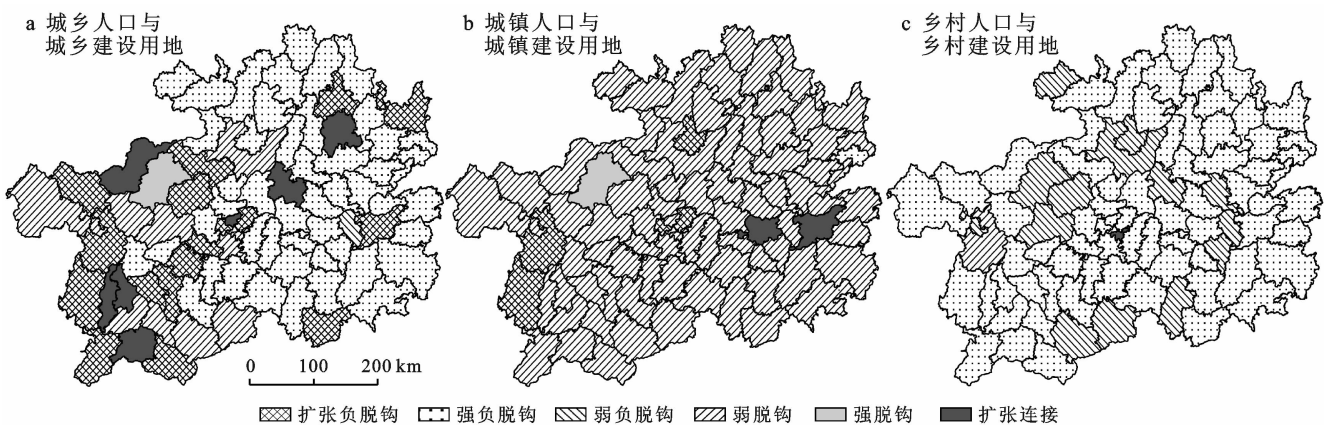 a 城乡人口与
城乡建设用地
b 城镇人口与
城镇建设用地
c 乡村人口与
乡村建设用地
0 100 200 km
扩张负脱钩 强负脱钩 弱负脱钩 弱脱钩 强脱钩 扩张连接